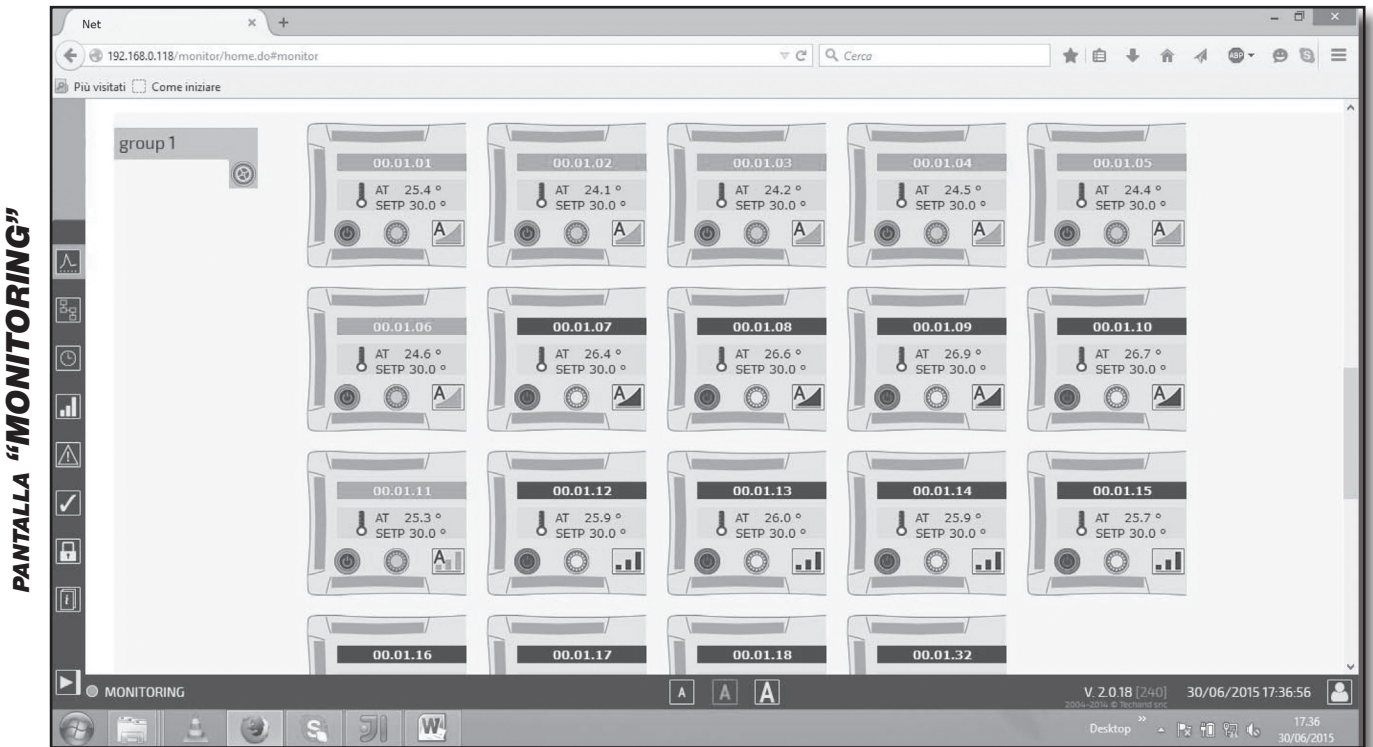 PANTALLA “MONITORING”
Net
192.168.0.118/monitor/home.do#monitor
Cerca
ABP
Più visitati
Come iniziare
group 1
00.01.01
AT 25.4 °
SETP 30.0 °
A
00.01.02
AT 24.1 °
SETP 30.0 °
A
00.01.03
AT 24.2 °
SETP 30.0 °
A
00.01.04
AT 24.5 °
SETP 30.0 °
A
00.01.05
AT 24.4 °
SETP 30.0 °
A
00.01.06
AT 24.6 °
SETP 30.0 °
A
00.01.07
AT 26.4 °
SETP 30.0 °
A
00.01.08
AT 26.6 °
SETP 30.0 °
A
00.01.09
AT 26.9 °
SETP 30.0 °
A
00.01.10
AT 26.7 °
SETP 30.0 °
A
00.01.11
AT 25.3 °
SETP 30.0 °
A
00.01.12
AT 25.9 °
SETP 30.0 °
00.01.13
AT 26.0 °
SETP 30.0 °
00.01.14
AT 25.9 °
SETP 30.0 °
00.01.15
AT 25.7 °
SETP 30.0 °
00.01.16
00.01.17
00.01.18
00.01.32
MONITORING
A A A
V. 2.0.18 [240]
2004-2014 © Techand snc
30/06/2015 17:36:56
Desktop
17.36
30/06/2015